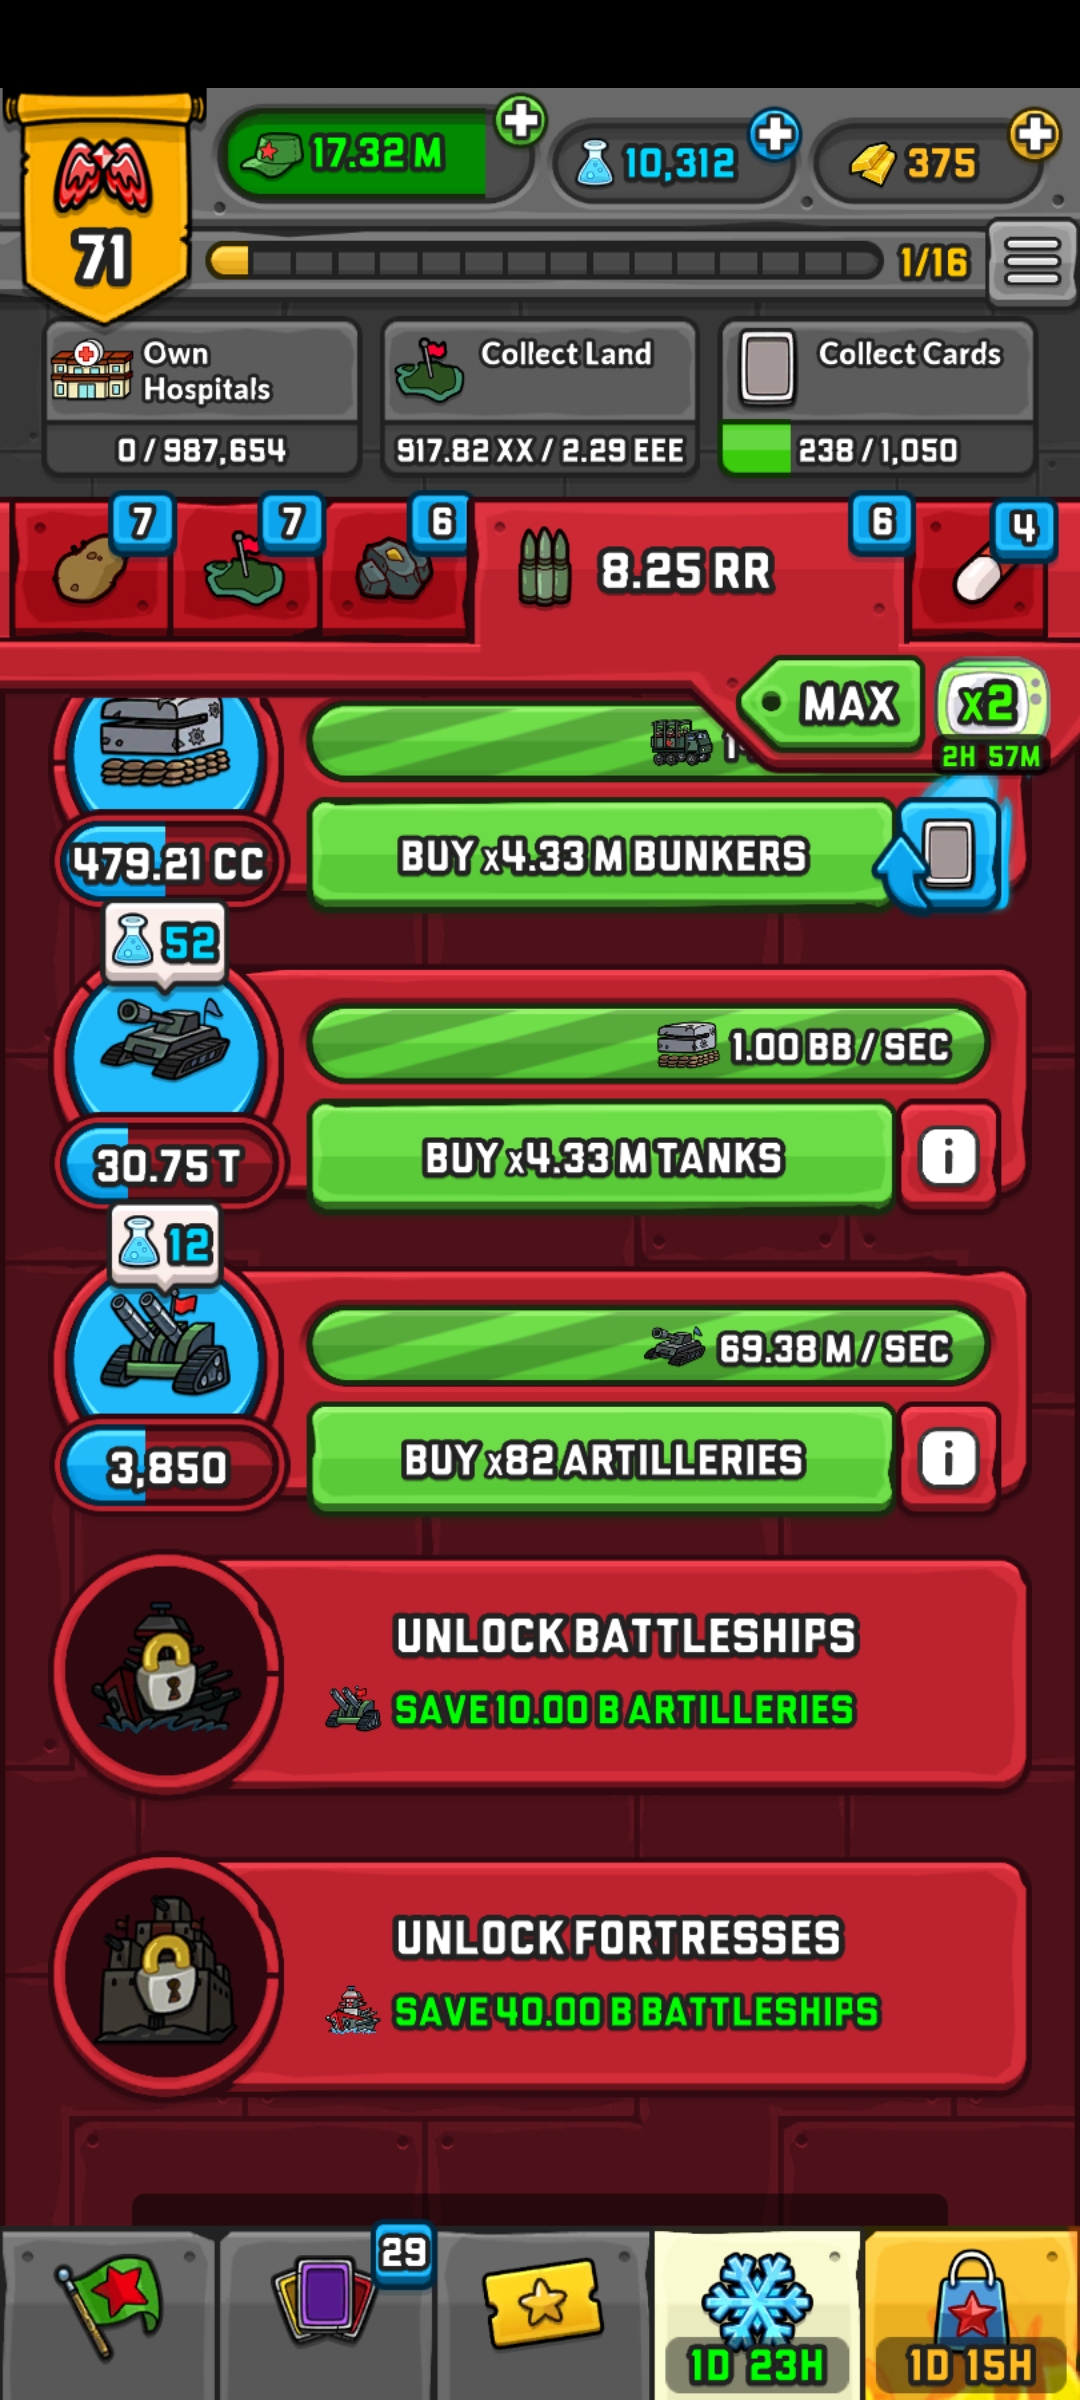 17.32 M
10,312
375
71
1/16
Own
Hospitals
Collect Land
Collect Cards
0 / 987,654
917.82 XX / 2.29 EEE
238 / 1,050
7
7
6
8.25 RR
6
4
MAX
x2
2H 57M
479.21 CC
BUY x4.33 M BUNKERS
52
1.00 BB / SEC
30.75 T
BUY x4.33 M TANKS
i
12
69.38 M / SEC
3,850
BUY x82 ARTILLERIES
i
UNLOCK BATTLESHIPS
SAVE 10.00 B ARTILLERIES
UNLOCK FORTRESSES
SAVE 40.00 B BATTLESHIPS
29
1D 23H
1D 15H